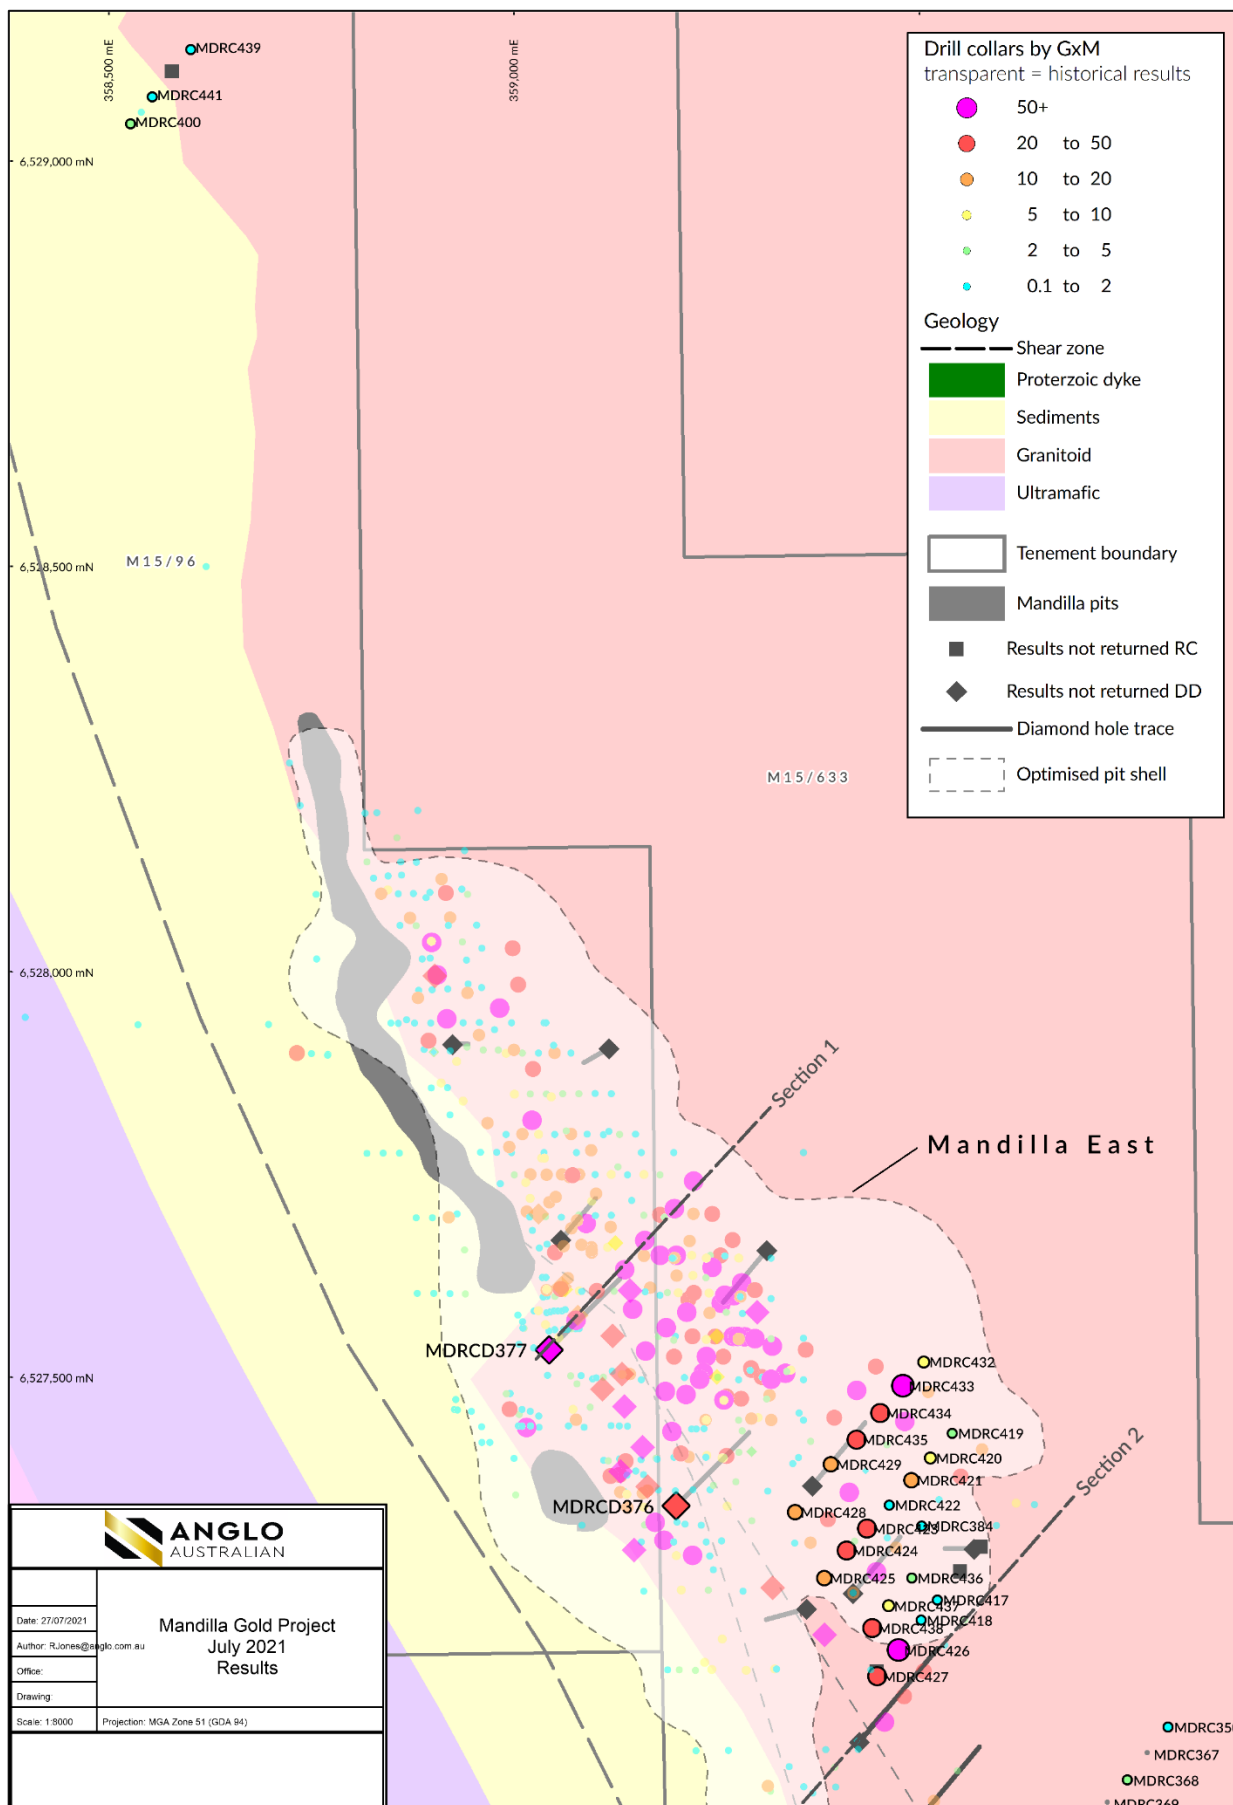 MDRC439
MDRC441
MDRC400
358,500 mE
359,000 mE
6,529,000 mN
Drill collars by GxM
transparent = historical results
50+
20 to 50
10 to 20
5 to 10
2 to 5
0.1 to 2
Geology
Shear zone
Proterzoic dyke
Sediments
Granitoid
Ultramafic
Tenement boundary
Mandilla pits
Results not returned RC
Results not returned DD
Diamond hole trace
Optimised pit shell
6,528,500 mN
M15/96
M15/633
6,528,000 mN
Section 1
Mandilla East
MDRCD377
6,527,500 mN
MDRC432
MDRC433
MDRC434
MDRC419
MDRC435
MDRC420
MDRC429
MDRC421
Section 2
MDRCD376
MDRC422
MDRC428
MDRC384
MDRC423
MDRC424
MDRC425
MDRC436
MDRC417
MDRC437
MDRC418
MDRC438
MDRC426
MDRC427
MDRC350
MDRC367
MDRC368
MDRC369
ANGLO
AUSTRALIAN
Date: 27/07/2021
Author: RJones@anglo.com.au
Office:
Drawing:
Scale: 1:8000
Mandilla Gold Project
July 2021
Results
Projection: MGA Zone 51 (GDA 94)